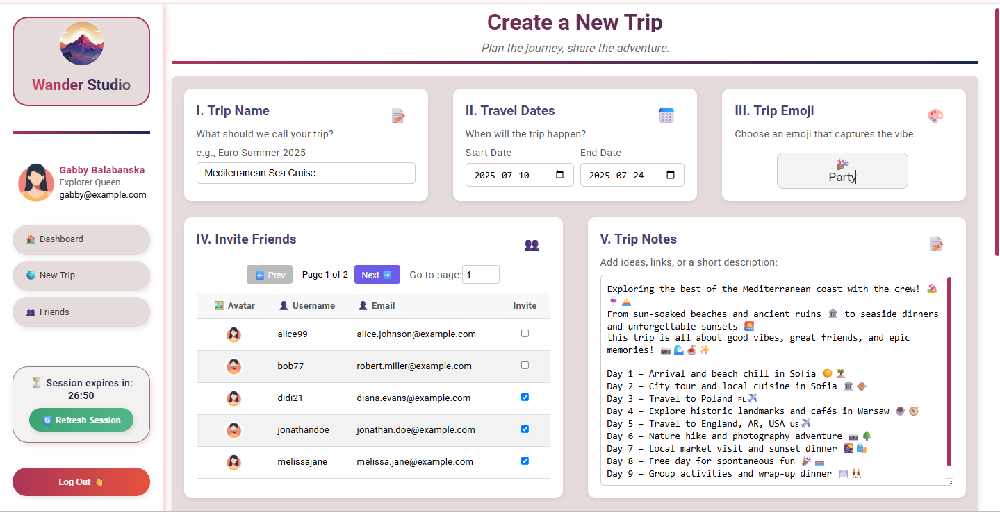 Wander Studio
Gabby Balabanska
Explorer Queen
gabby@example.com
🏠 Dashboard
🌍 New Trip
👥 Friends
⏳ Session expires in:
26:50
🔄 Refresh Session
Log Out 👋
Create a New Trip
Plan the journey, share the adventure.
I. Trip Name
📝
What should we call your trip?
e.g., Euro Summer 2025
Mediterranean Sea Cruise
II. Travel Dates
When will the trip happen?
Start Date End Date
2025-07-10 2025-07-24
III. Trip Emoji
🎨
Choose an emoji that captures the vibe:
🎉
Party
IV. Invite Friends
👥
⬅️ Prev Page 1 of 2 Next ➡️ Go to page: 1
🖼️ Avatar 👤 Username 👤 Email Invite
alice99 alice.johnson@example.com
bob77 robert.miller@example.com
didi21 diana.evans@example.com
jonathandoe jonathan.doe@example.com
melissajane melissa.jane@example.com
V. Trip Notes
📝
Add ideas, links, or a short description:
Exploring the best of the Mediterranean coast with the crew! 🏖️
🍷 ⛵
From sun-soaked beaches and ancient ruins 🏛️ to seaside dinners
and unforgettable sunsets 🌅 —
this trip is all about good vibes, great friends, and epic
memories! 📸 🌊 🍝 ✨
Day 1 – Arrival and beach chill in Sofia 🌞 🏝️
Day 2 – City tour and local cuisine in Sofia 🏛️ 🥘
Day 3 – Travel to Poland PL✈️
Day 4 – Explore historic landmarks and cafés in Warsaw ☕ 🧭
Day 5 – Travel to England, AR, USA us✈️
Day 6 – Nature hike and photography adventure 📷 🌳
Day 7 – Local market visit and sunset dinner 🌇 🛍️
Day 8 – Free day for spontaneous fun 🎉 🚤
Day 9 – Group activities and wrap-up dinner 🍽️ 👯